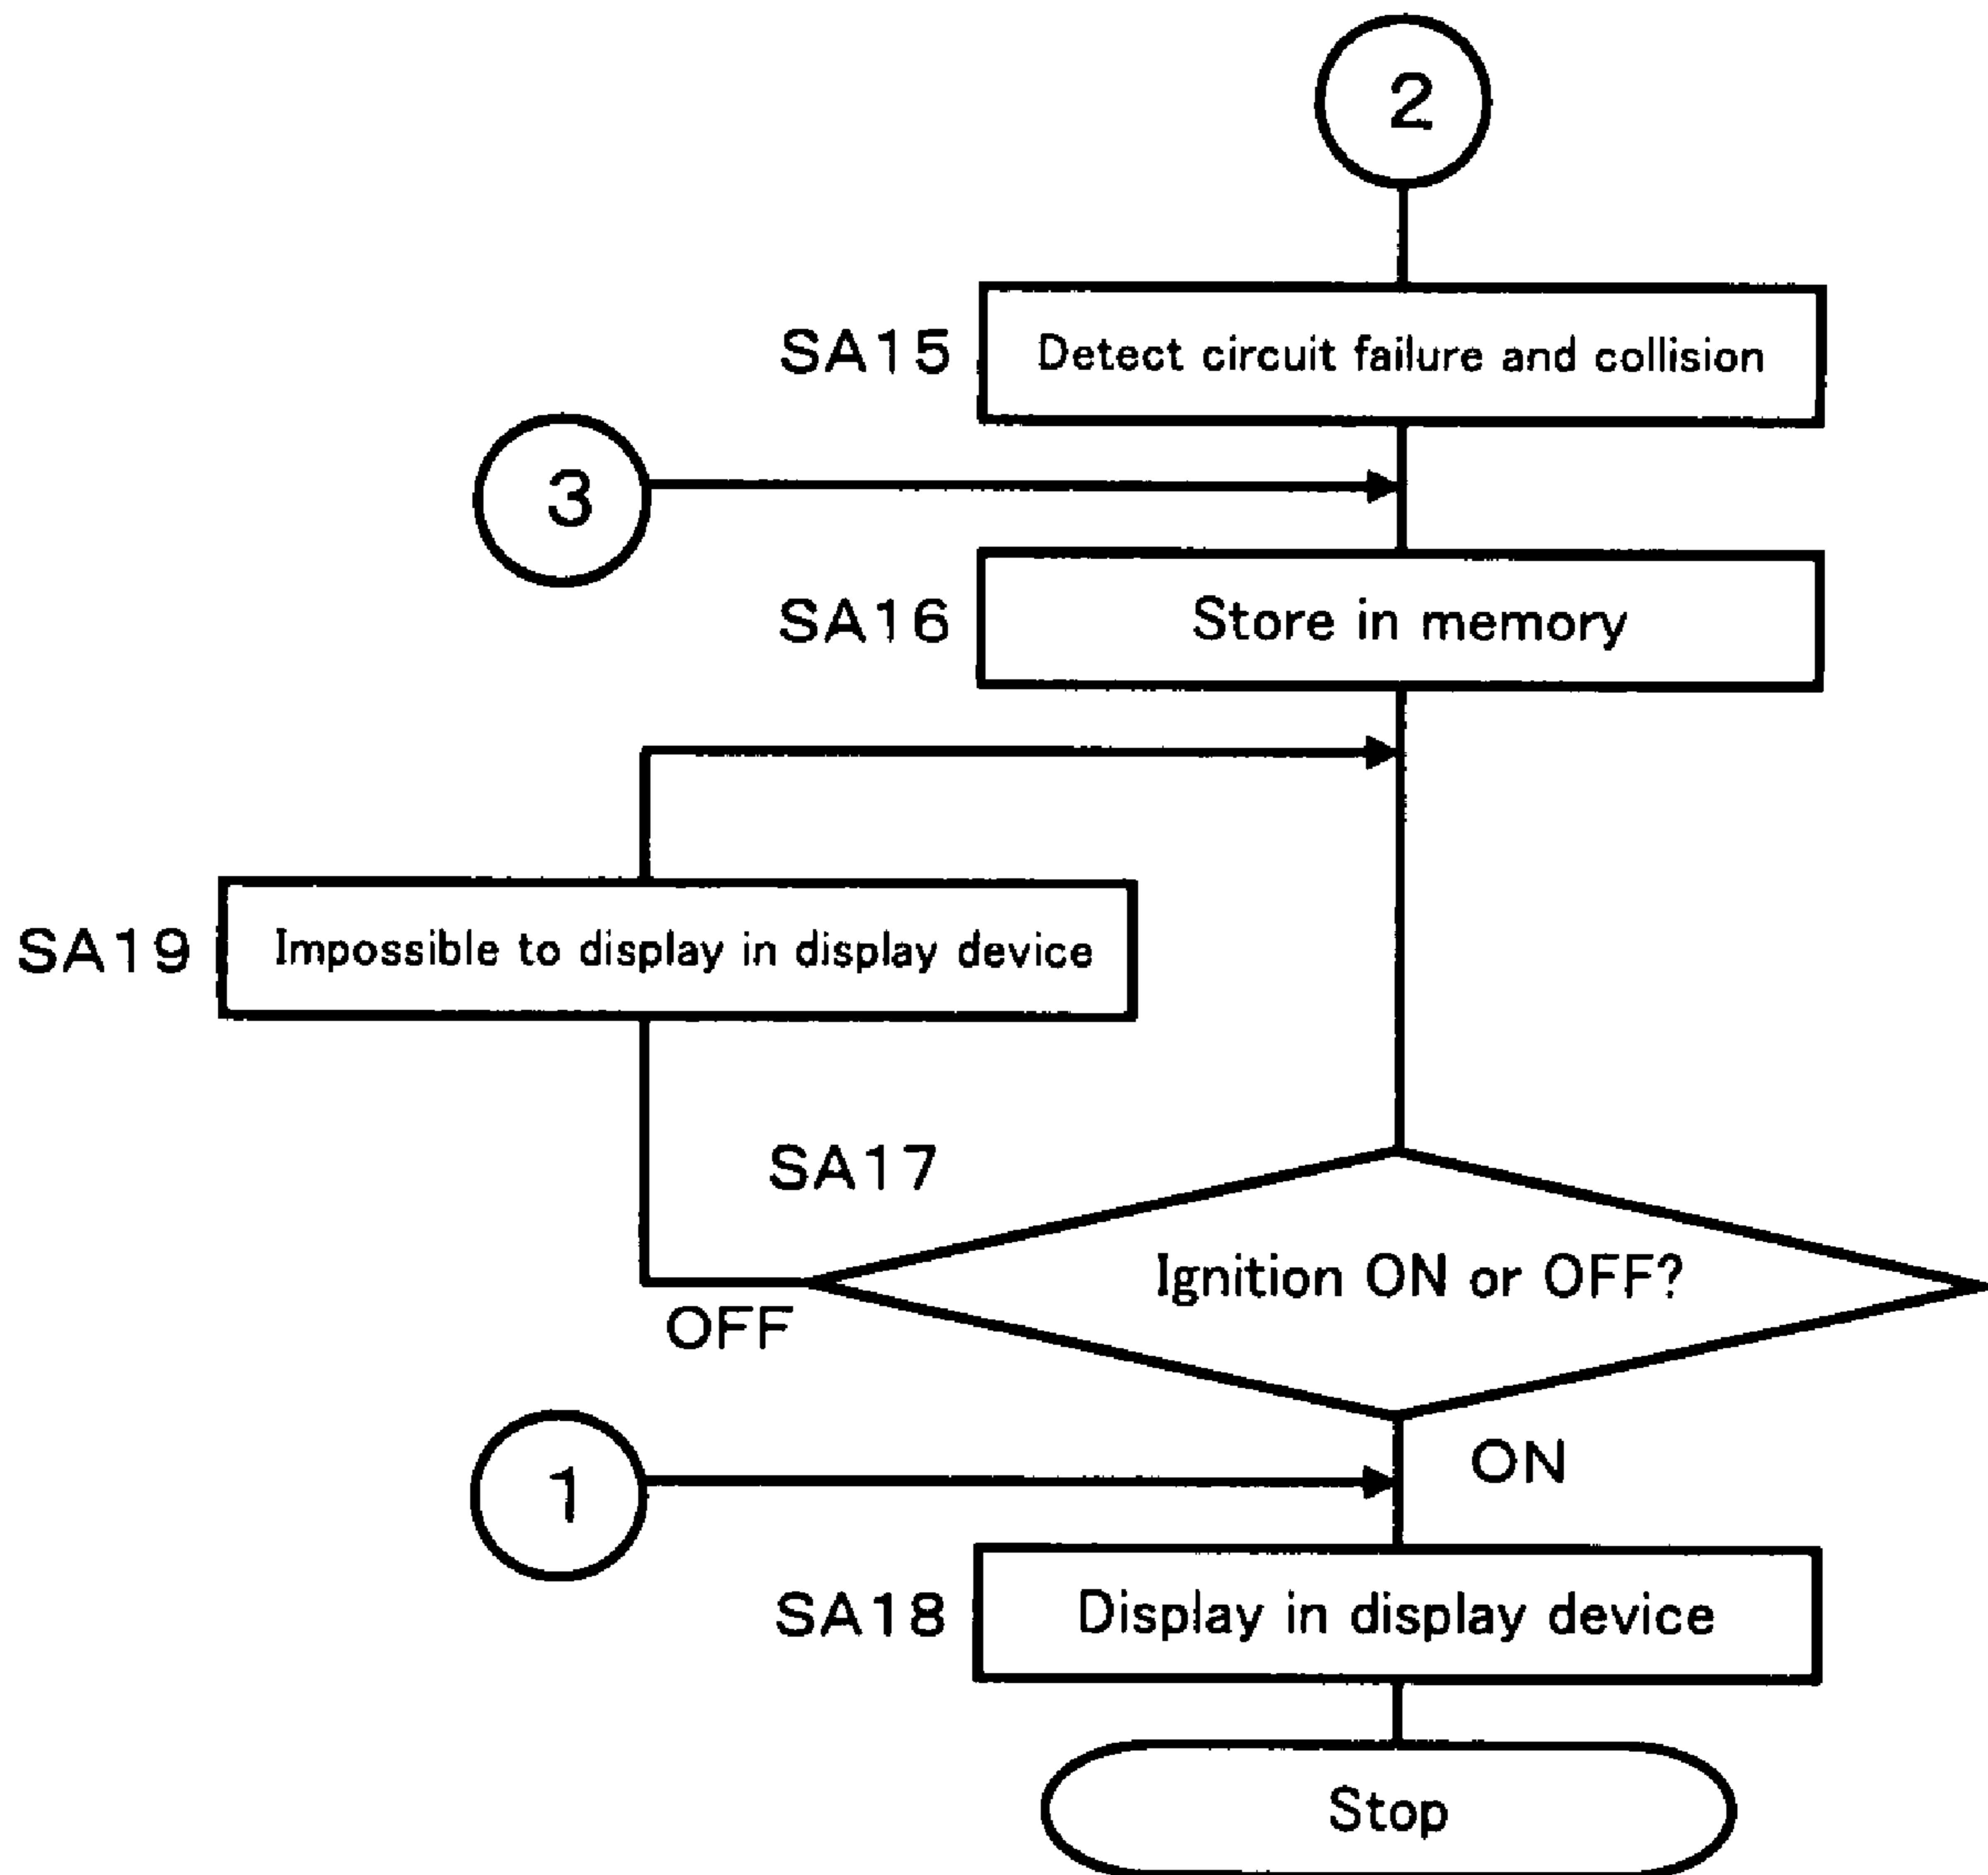 2
SA15
Detect circuit failure and collision
3
SA16
Store in memory
SA19
Impossible to display in display device
SA17
Ignition ON or OFF?
OFF
ON
1
SA18
Display in display device
Stop